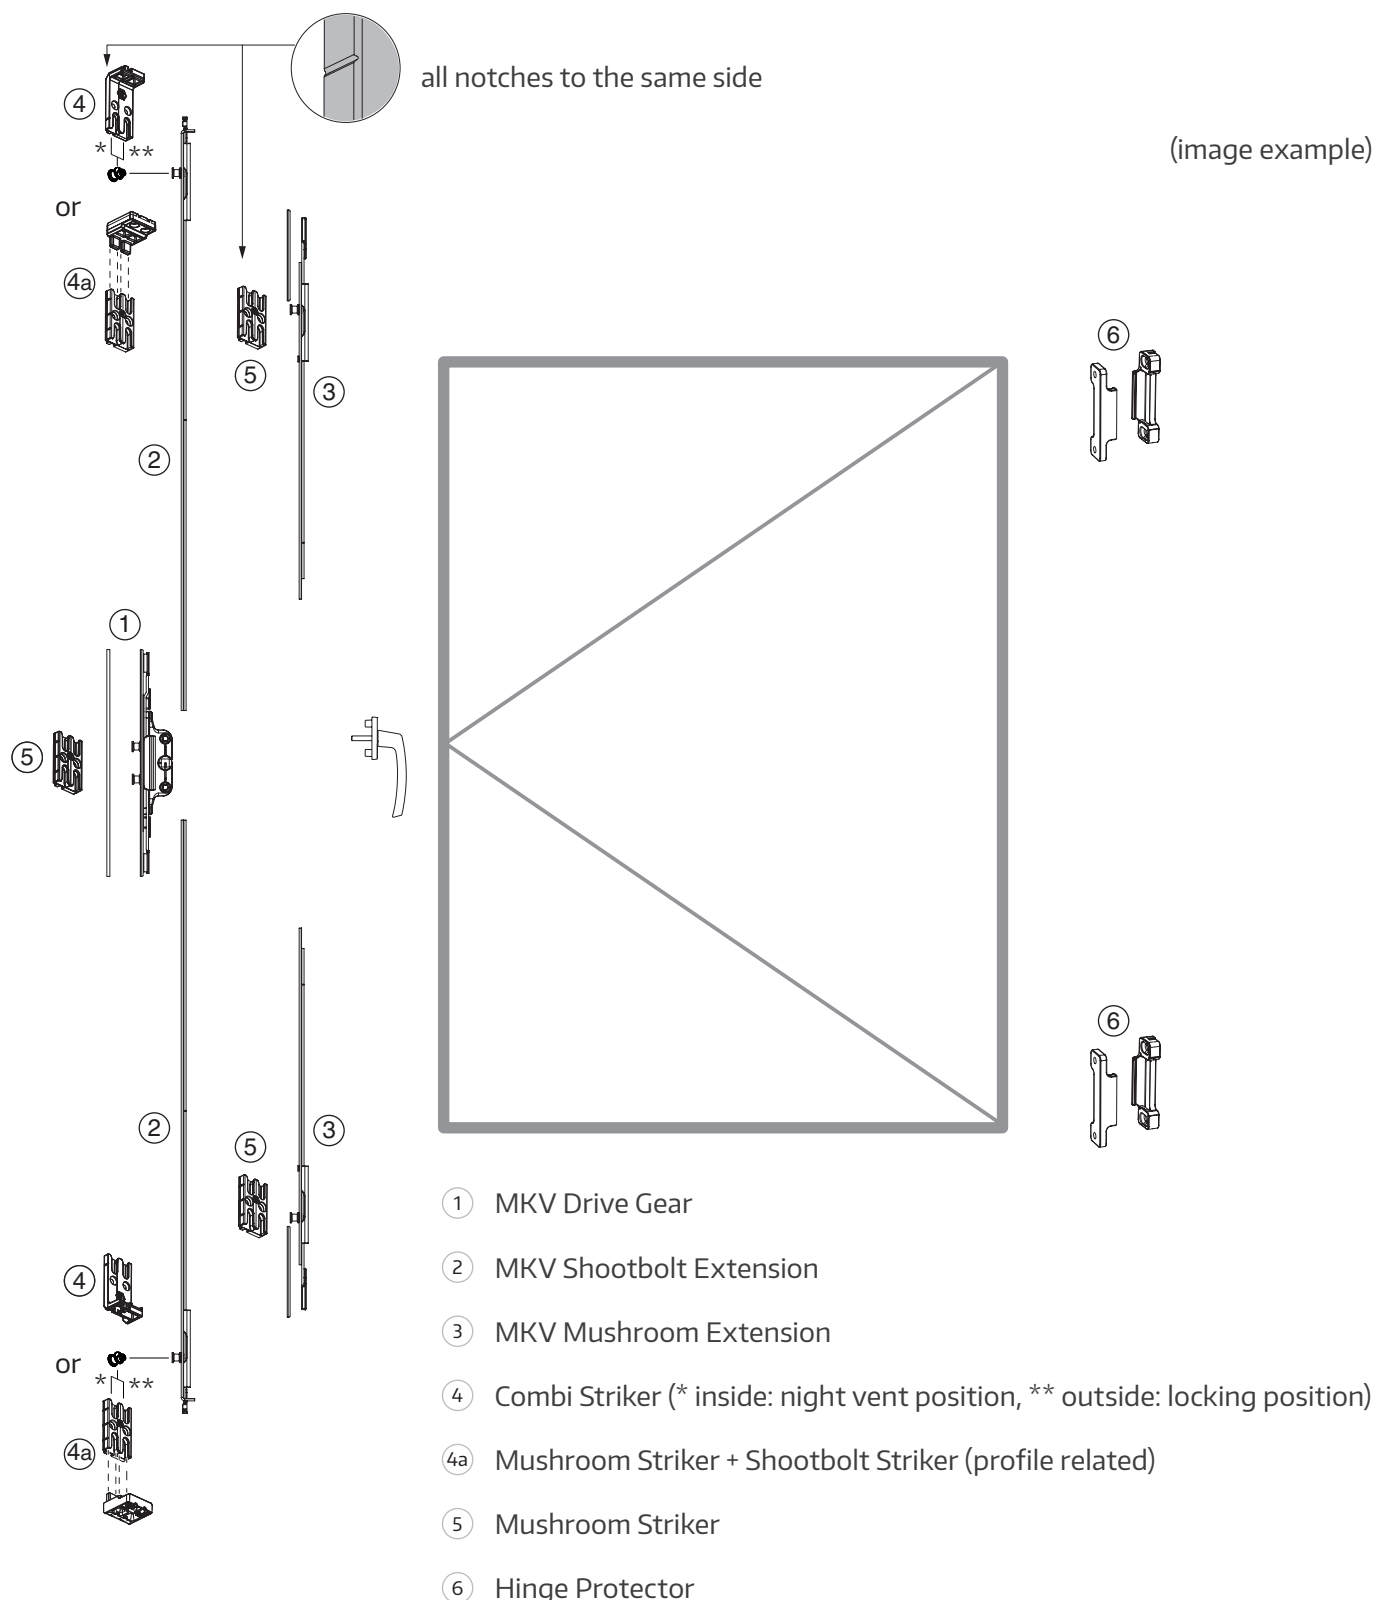 all notches to the same side
(image example)
4
* **
or
4a
5
3
2
6
1
5
2
5
3
6
4
or
* **
4a
1 MKV Drive Gear
2 MKV Shootbolt Extension
3 MKV Mushroom Extension
4 Combi Striker (* inside: night vent position, ** outside: locking position)
4a Mushroom Striker + Shootbolt Striker (profile related)
5 Mushroom Striker
6 Hinge Protector